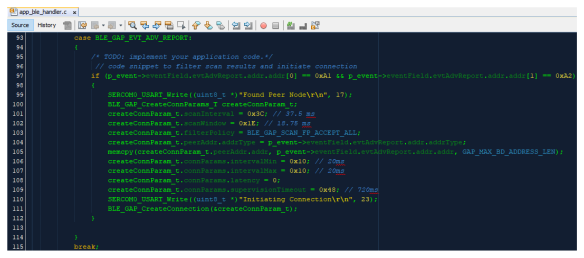 app_ble_handler.c x
Source History
93 case BLE_GAP_EVT_ADV_REPORT:
94 {
95 /* TODO: implement your application code.*/
96 // code snippet to filter scan results and initiate connection
97 if (p_event->eventField.evtAdvReport.addr.addr[0] == 0xA1 && p_event->eventField.evtAdvReport.addr.addr[1] == 0xA2)
98 {
99 SERCOM0_USART_Write((uint8_t *)"Found Peer Node\r\n", 17);
100 BLE_GAP_CreateConnParams_T createConnParam_t;
101 createConnParam_t.scanInterval = 0x3C; // 37.5 ms
102 createConnParam_t.scanWindow = 0x1E; // 18.75 ms
103 createConnParam_t.filterPolicy = BLE_GAP_SCAN_FP_ACCEPT_ALL;
104 createConnParam_t.peerAddr.addrType = p_event->eventField.evtAdvReport.addr.addrType;
105 memcpy(createConnParam_t.peerAddr.addr, p_event->eventField.evtAdvReport.addr.addr, GAP_MAX_BD_ADDRESS_LEN);
106 createConnParam_t.connParams.intervalMin = 0x10; // 20ms
107 createConnParam_t.connParams.intervalMax = 0x10; // 20ms
108 createConnParam_t.connParams.latency = 0;
109 createConnParam_t.connParams.supervisionTimeout = 0x48; // 720ms
110 SERCOM0_USART_Write((uint8_t *)"Initiating Connection\r\n", 23);
111 BLE_GAP_CreateConnection(&createConnParam_t);
112 }
113
114 }
115 break;